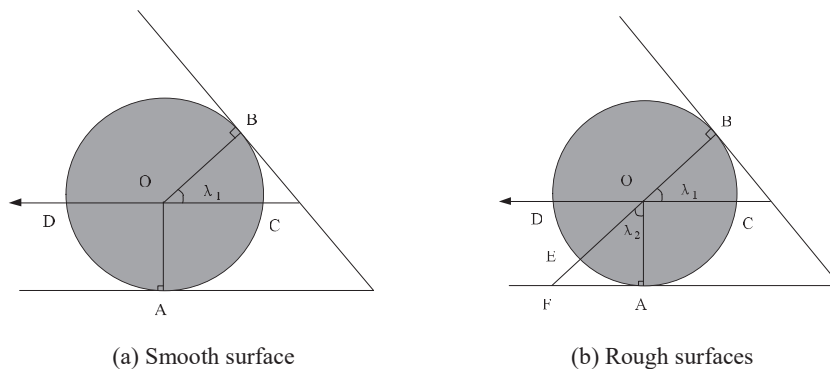 B
O
λ1
D
C
A
(a) Smooth surface
B
O
λ1
D
C
λ2
E
F
A
(b) Rough surfaces